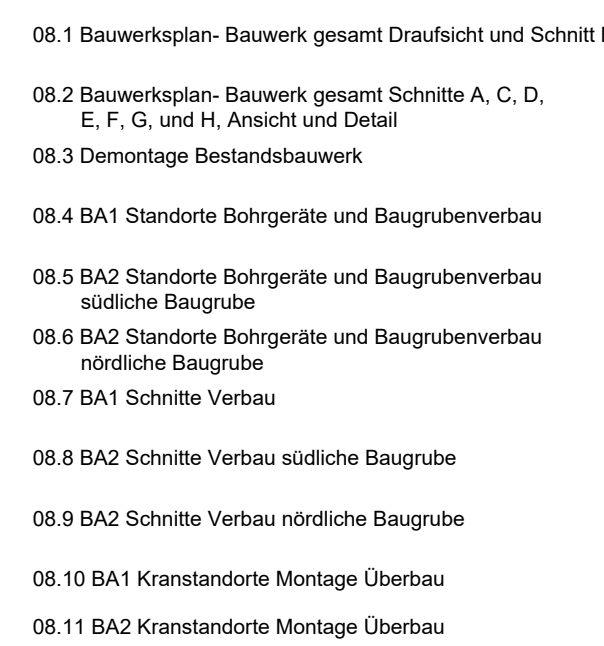 08.1 Bauwerksplan- Bauwerk gesamt Draufsicht und Schnitt
08.2 Bauwerksplan- Bauwerk gesamt Schnitte A, C, D,
E, F, G, und H, Ansicht und Detail
08.3 Demontage Bestandsbauwerk
08.4 BA1 Standorte Bohrgeräte und Baugrubenverbau
08.5 BA2 Standorte Bohrgeräte und Baugrubenverbau
südliche Baugrube
08.6 BA2 Standorte Bohrgeräte und Baugrubenverbau
nördliche Baugrube
08.7 BA1 Schnitte Verbau
08.8 BA2 Schnitte Verbau südliche Baugrube
08.9 BA2 Schnitte Verbau nördliche Baugrube
08.10 BA1 Kranstandorte Montage Überbau
08.11 BA2 Kranstandorte Montage Überbau